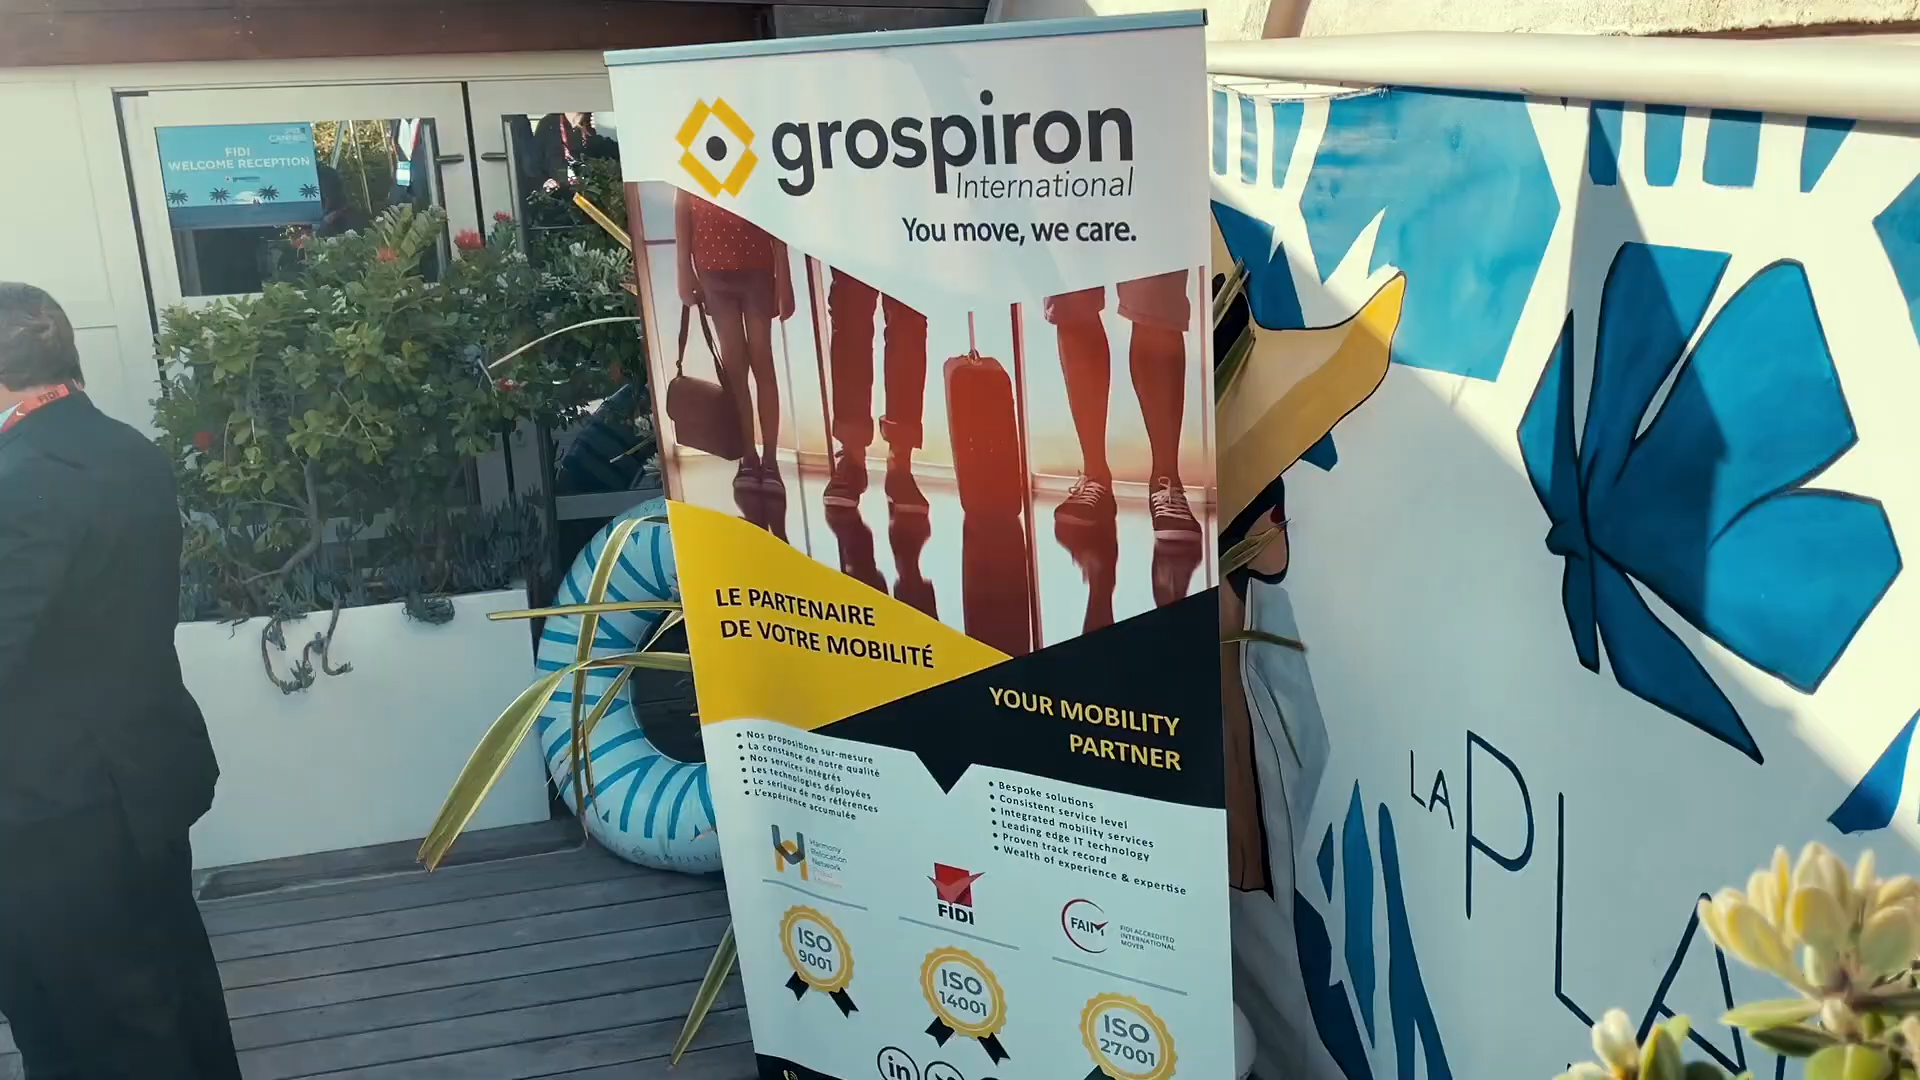 FIDI
WELCOME RECEPTION
FIDI
grospiron
International
You move, we care.
LE PARTENAIRE
DE VOTRE MOBILITÉ
YOUR MOBILITY
PARTNER
• Nos propositions sur-mesure
• La constance de notre qualité
• Nos services intégrés
• Les technologies déployées
• Le sérieux de nos références
• L'expérience accumulée
• Bespoke solutions
• Consistent service level
• Integrated mobility services
• Leading edge IT technology
• Proven track record
• Wealth of experience & expertise
Harmony
Relocation
Network
FIDI
FAIM
FIDI ACCREDITED
INTERNATIONAL
MOVER
ISO
9001
ISO
14001
ISO
27001
in
LA
PLA